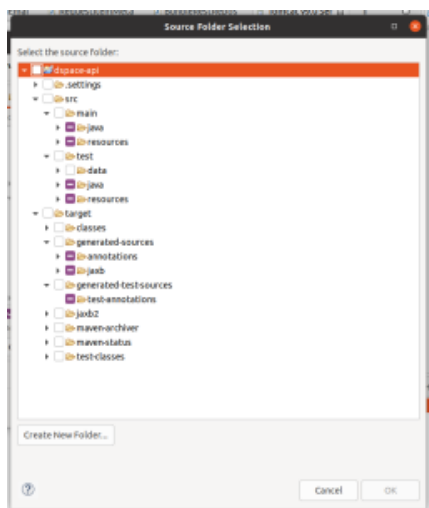 Source Folder Selection
Select the source folder:
dspace-api
.settings
src
main
java
resources
test
data
java
resources
target
classes
generated-sources
annotations
jaxb
generated-test-sources
test-annotations
jaxb2
maven-archiver
maven-status
test-classes
Create New Folder...
Cancel
OK